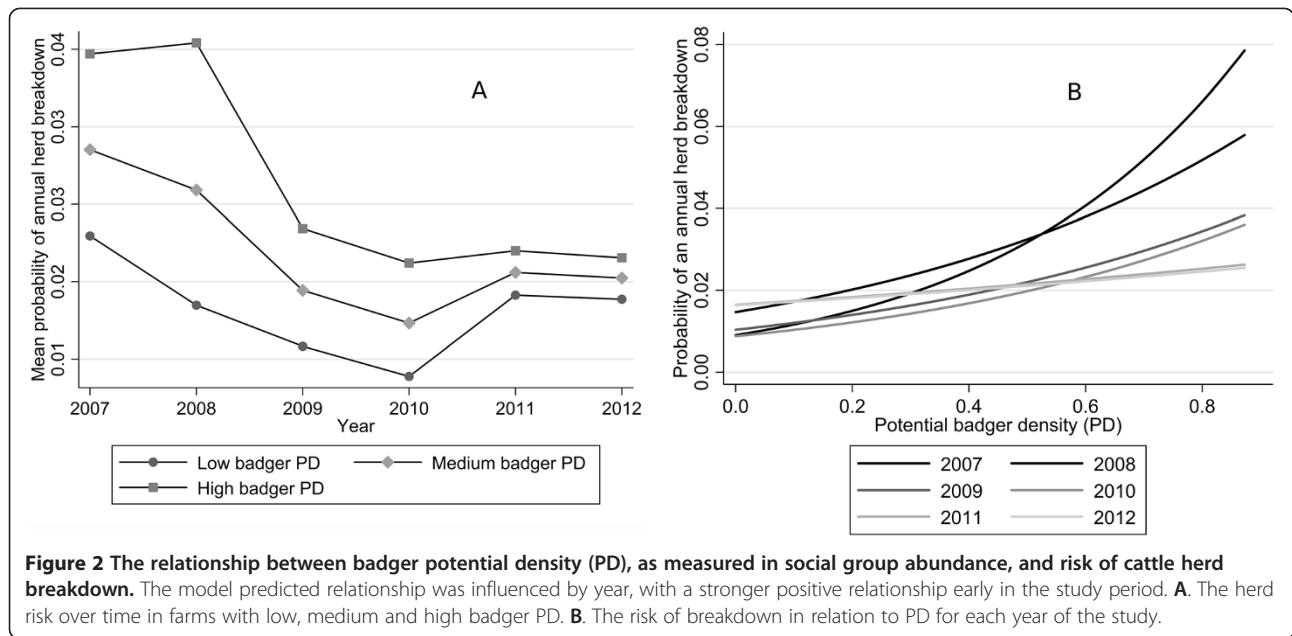 A
Mean probability of annual herd breakdown
0.04
0.03
0.03
0.02
0.01
2007 2008 2009 2010 2011 2012
Year
Low badger PD Medium badger PD
High badger PD
B
Probability of an annual herd breakdown
0.08
0.06
0.04
0.02
0.00
0.0 0.2 0.4 0.6 0.8
Potential badger density (PD)
2007 2008
2009 2010
2011 2012
Figure 2 The relationship between badger potential density (PD), as measured in social group abundance, and risk of cattle herd
breakdown. The model predicted relationship was influenced by year, with a stronger positive relationship early in the study period. A. The herd
risk over time in farms with low, medium and high badger PD. B. The risk of breakdown in relation to PD for each year of the study.